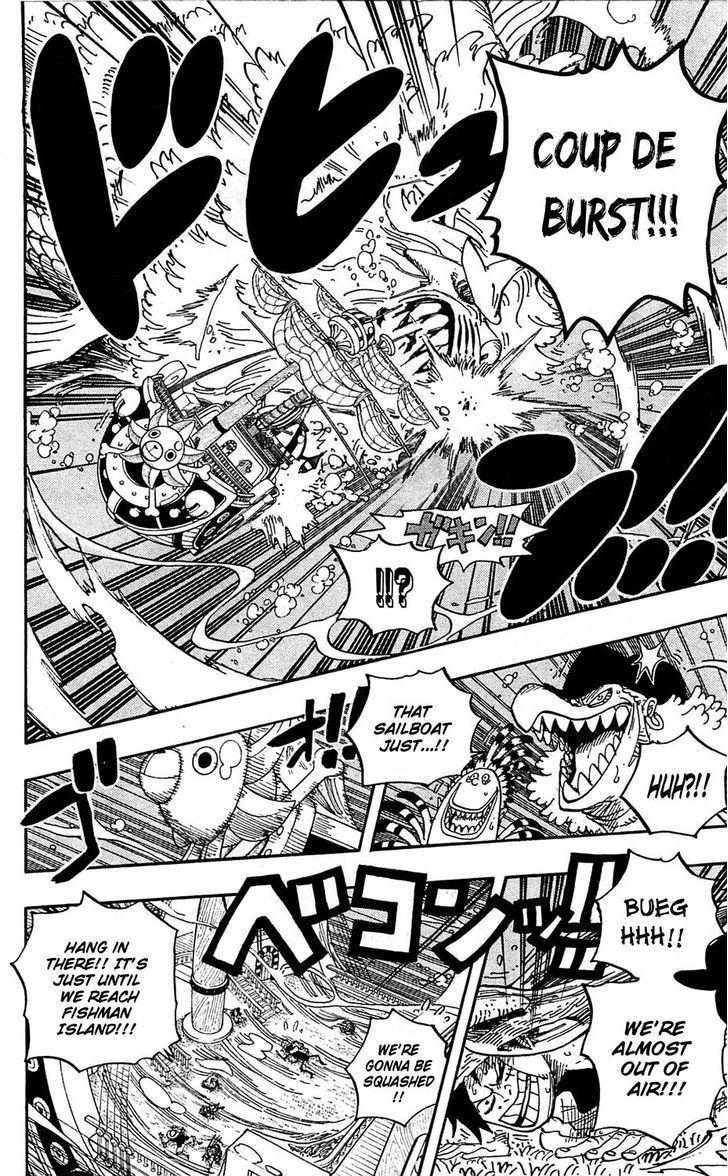 COUP DE
BURST!!!
ドヒュ
ガキン!!
!!?
HUH?!!
THAT
SAILBOAT
JUST...!!
ゴ
ベコンッ!!
BUEG
HHH!!
WE'RE
ALMOST
OUT OF
AIR!!!
WE'RE
GONNA BE
SQUASHED
!!
HANG IN
THERE!! IT'S
JUST UNTIL
WE REACH
FISHMAN
ISLAND!!!